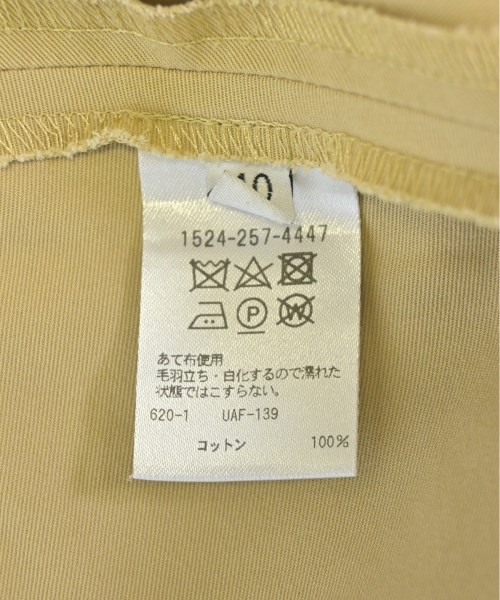 40
1524-257-4447
P W
あて布使用
毛羽立ち・白化するので濡れた
状態ではこすらない。
620-1 UAF-139
コットン 100%